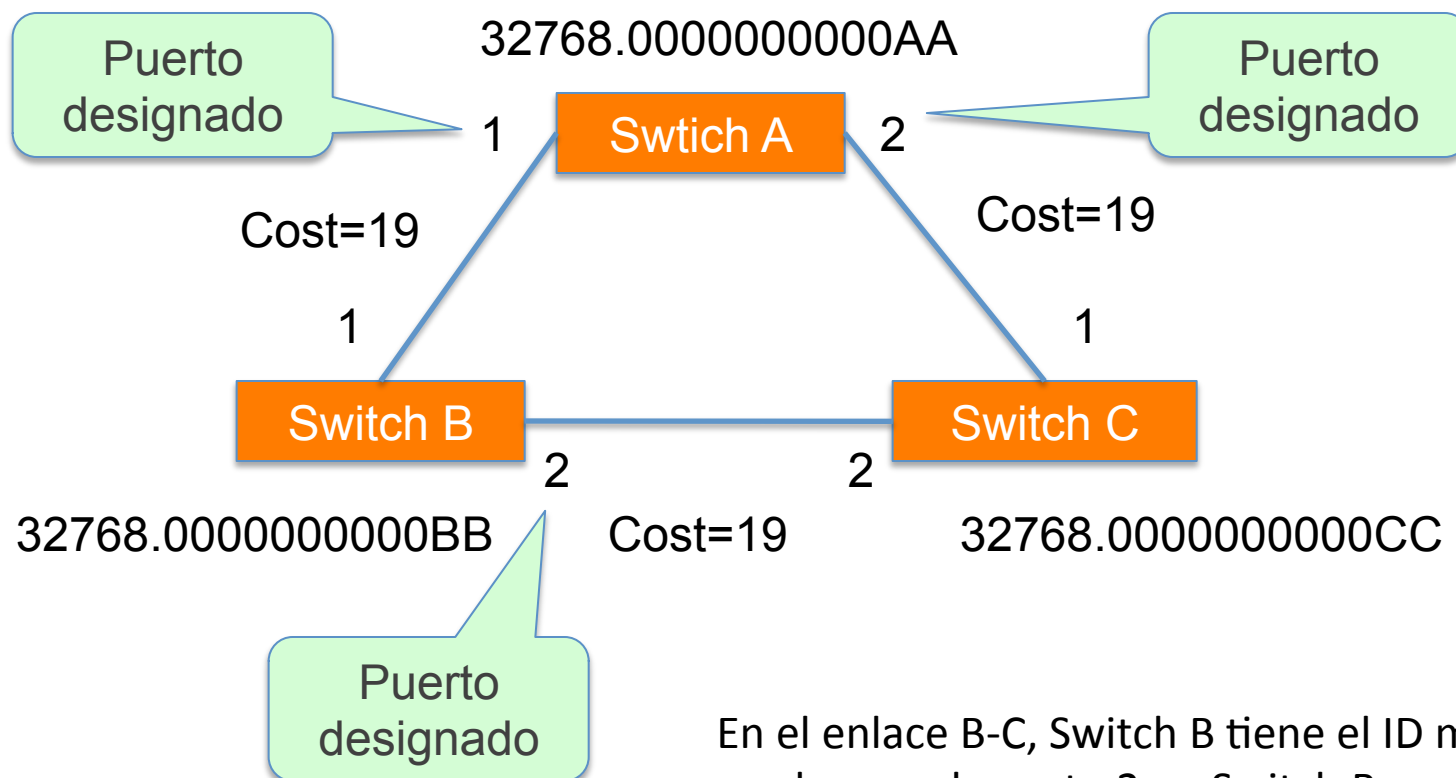 32768.0000000000AA
Puerto
designado
Puerto
designado
1
Swtich A
2
Cost=19
Cost=19
1
1
Switch B
Switch C
2
2
32768.0000000000BB
Cost=19
32768.0000000000CC
Puerto
designado
En el enlace B-C, Switch B tiene el ID